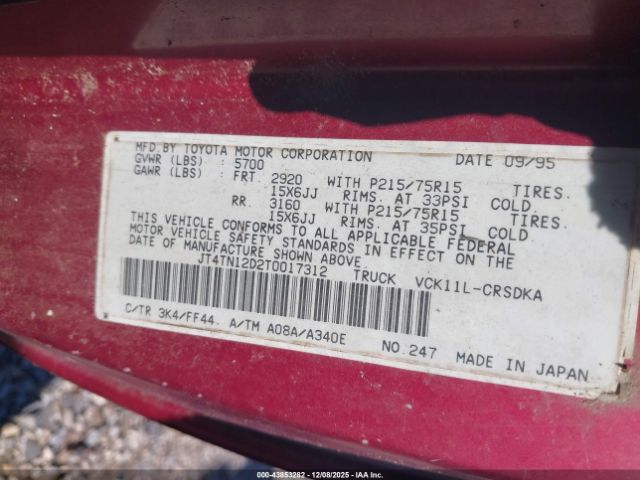 MFD.BY TOYOTA MOTOR CORPORATION DATE 09/95
GVWR (LBS) : 5700
GAWR (LBS) : FRT. 2920 WITH P215/75R15 TIRES.
15X6JJ RIMS. AT 33PSI COLD.
RR. 3160 WITH P215/75R15 TIRES.
15X6JJ RIMS. AT 35PSI COLD
THIS VEHICLE CONFORMS TO ALL APPLICABLE FEDERAL
MOTOR VEHICLE SAFETY STANDARDS IN EFFECT ON THE
DATE OF MANUFACTURE SHOWN ABOVE.
JT4TN12D2T0017312 TRUCK VCK11L-CRSDKA
C/TR 3K4/FF44. A/TM A08A/A340E
NO.247 MADE IN JAPAN
000-43853282 - 12/08/2025 - IAAI